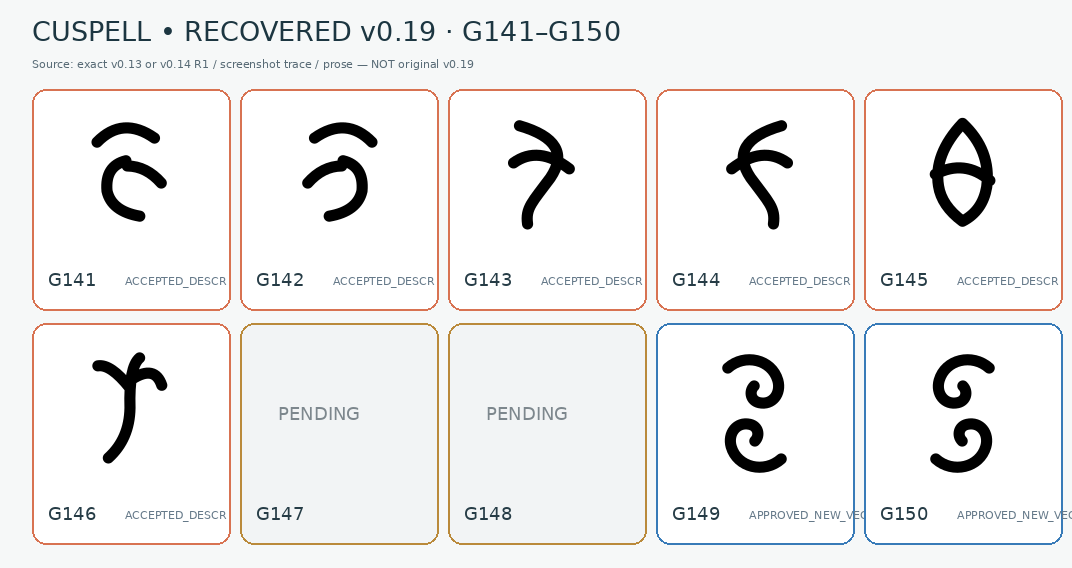 CUSPELL • RECOVERED v0.19 · G141–G150
Source: exact v0.13 or v0.14 R1 / screenshot trace / prose — NOT original v0.19
G141 ACCEPTED_DESCR
G142 ACCEPTED_DESCR
G143 ACCEPTED_DESCR
G144 ACCEPTED_DESCR
G145 ACCEPTED_DESCR
G146 ACCEPTED_DESCR
PENDING
G147
PENDING
G148
G149 APPROVED_NEW_VEC
G150 APPROVED_NEW_VEC